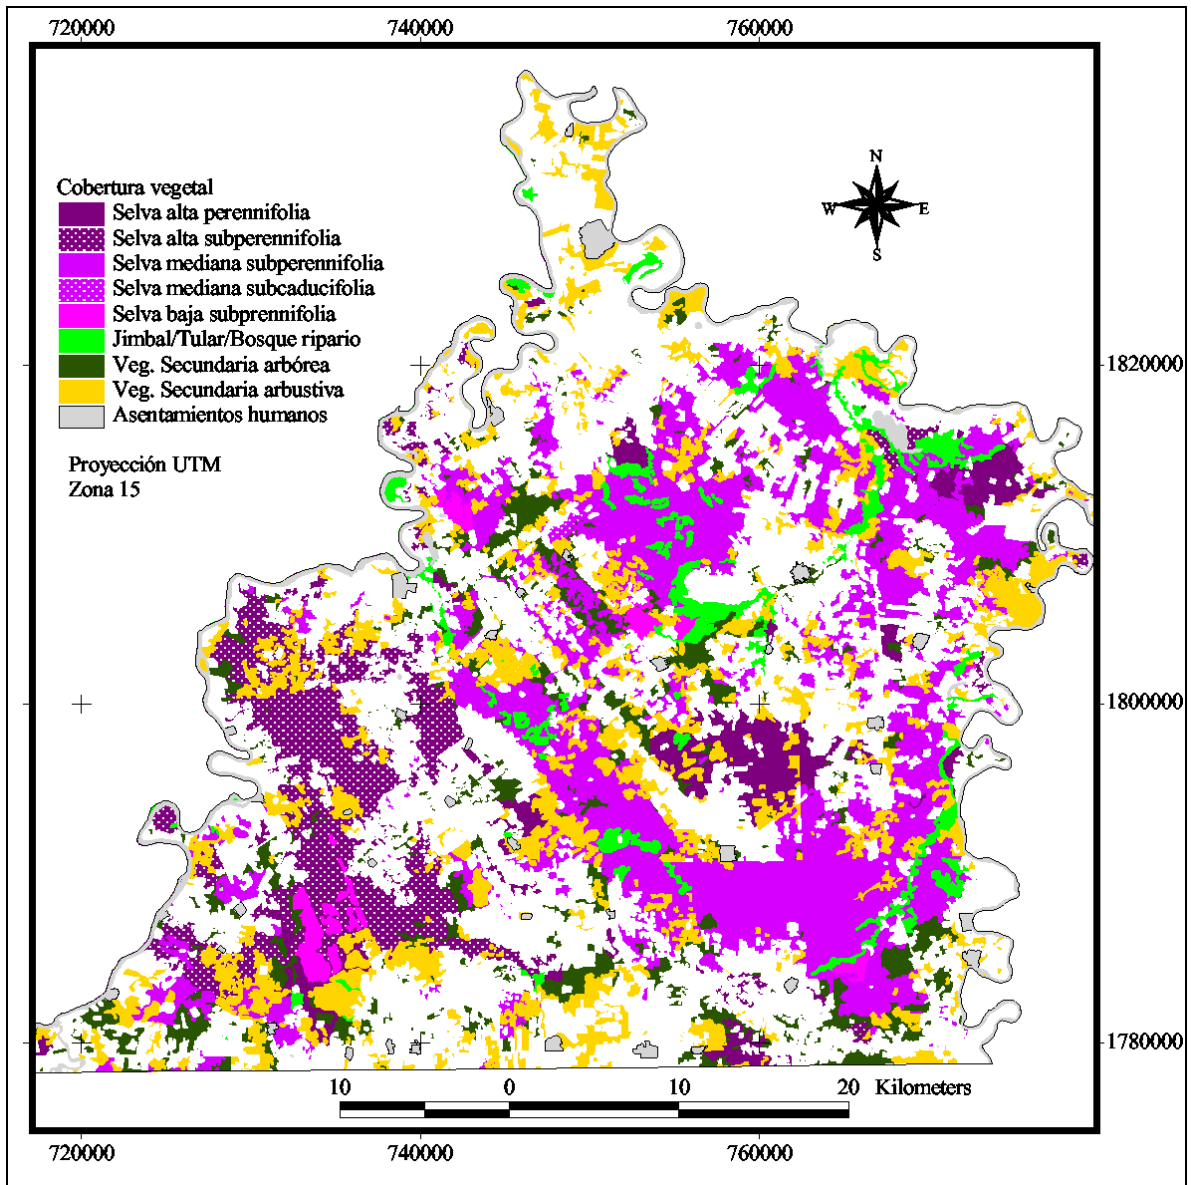 720000 740000 760000
N
W E
S
Cobertura vegetal
Selva alta perennifolia
Selva alta subperennifolia
Selva mediana subperennifolia
Selva mediana subcaducifolia
Selva baja subprennifolia
Jimbal/Tular/Bosque ripario
Veg. Secundaria arbórea
Veg. Secundaria arbustiva
Asentamientos humanos
Proyección UTM
Zona 15
1820000
1800000
1780000
10 0 10 20 Kilometers
720000 740000 760000